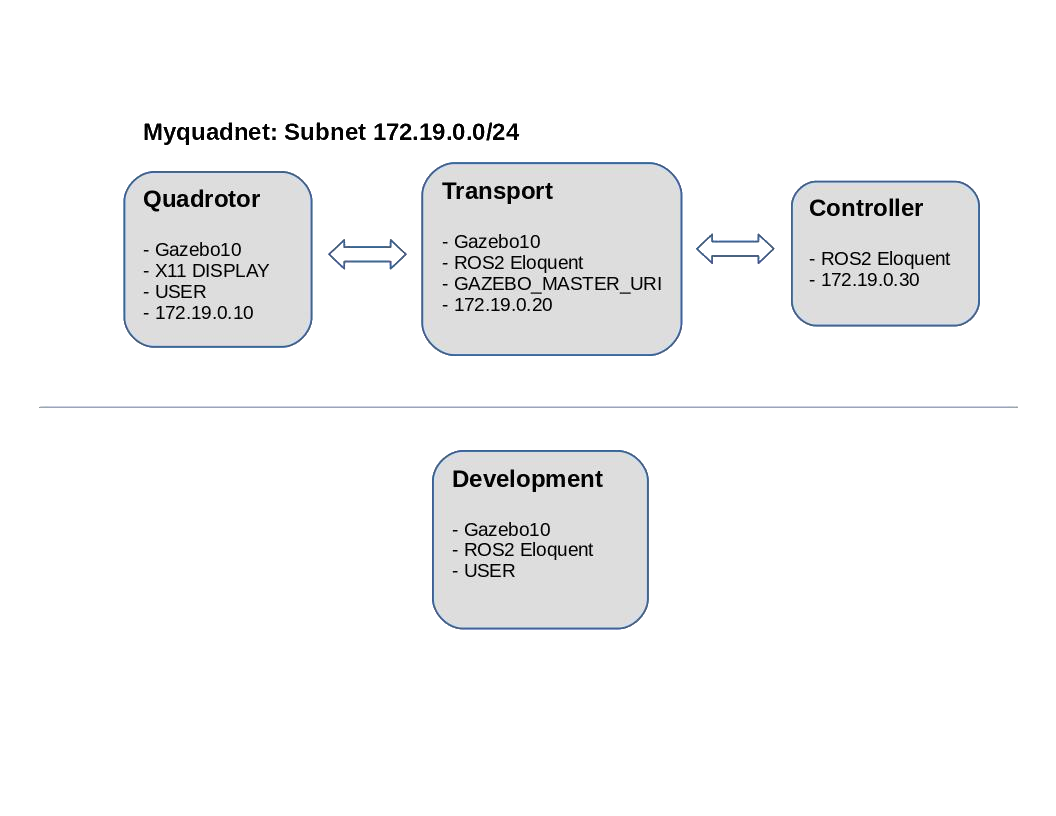 Myquadnet: Subnet 172.19.0.0/24
Quadrotor
- Gazebo10
- X11 DISPLAY
- USER
- 172.19.0.10
Transport
- Gazebo10
- ROS2 Eloquent
- GAZEBO_MASTER_URI
- 172.19.0.20
Controller
- ROS2 Eloquent
- 172.19.0.30
Development
- Gazebo10
- ROS2 Eloquent
- USER